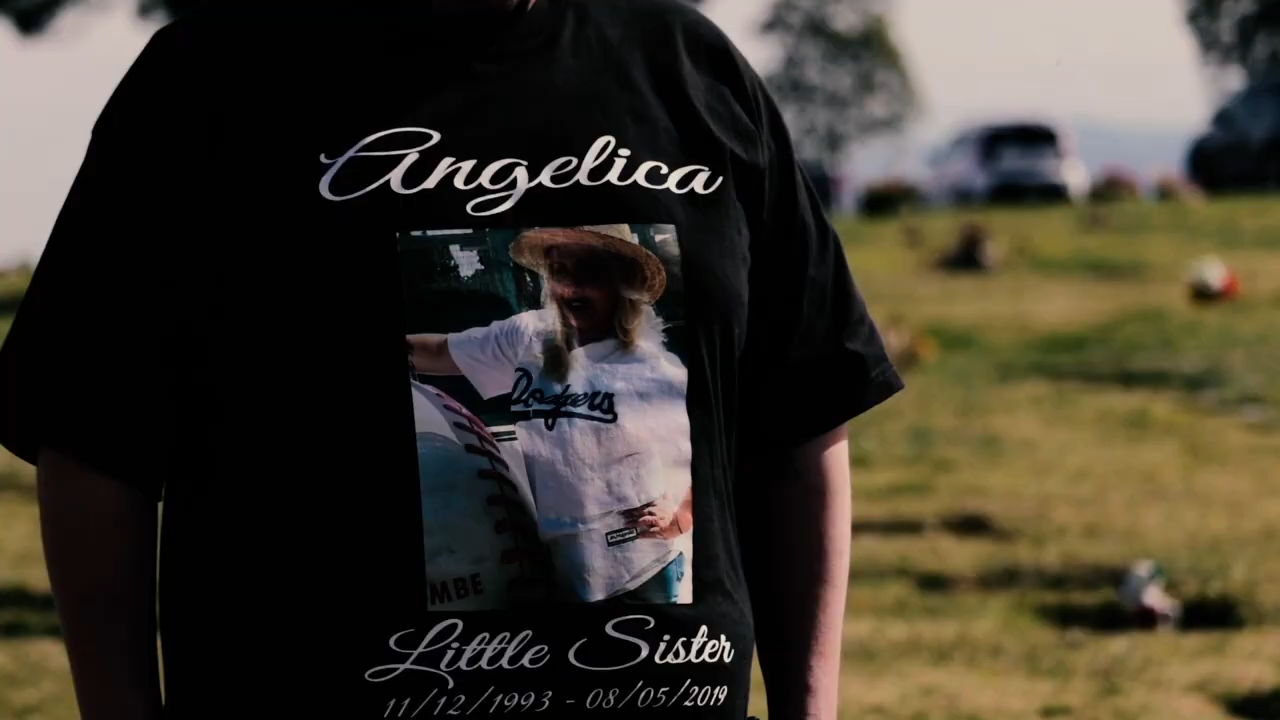 Angelica
Dodgers
MBE
Little Sister
11/12/1993 - 08/05/2019